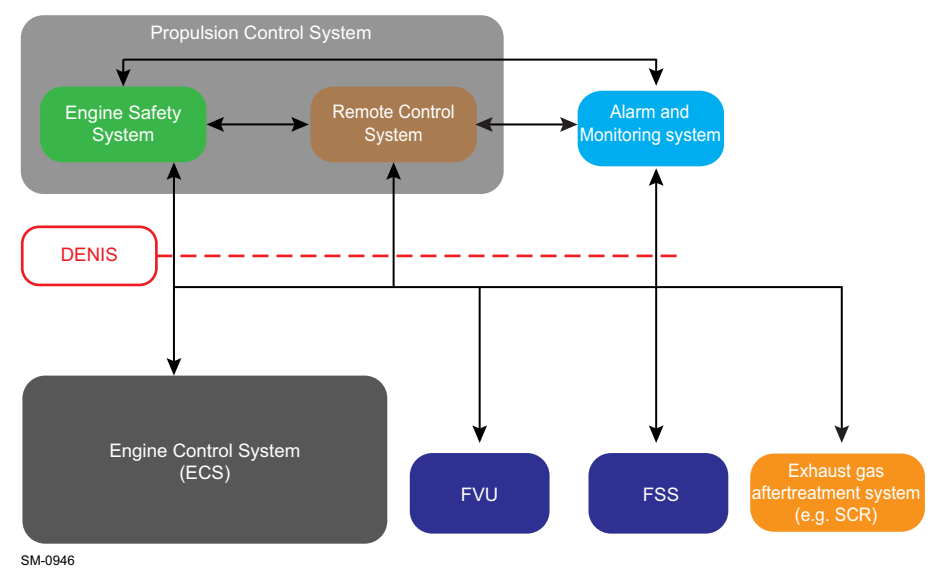 Propulsion Control System
Engine Safety
System
Remote Control
System
Alarm and
Monitoring system
DENIS
Engine Control System
(ECS)
FVU
FSS
Exhaust gas
aftertreatment system
(e.g. SCR)
SM-0946